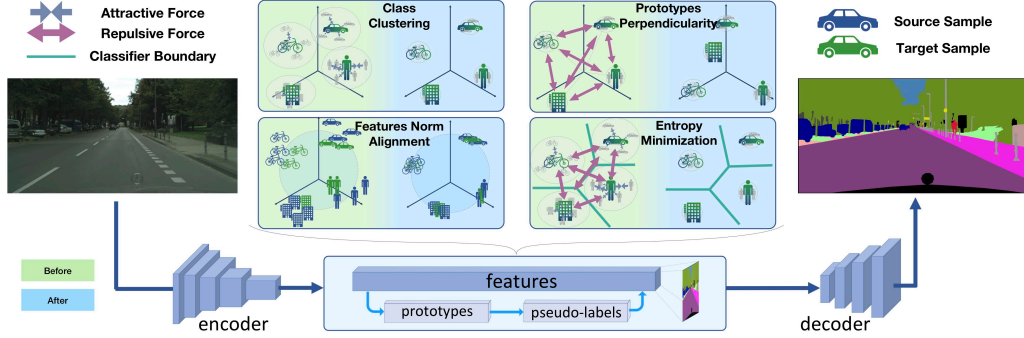 Attractive Force
Repulsive Force
Classifier Boundary
Class
Clustering
Prototypes
Perpendicularity
Source Sample
Target Sample
Features Norm
Alignment
Entropy
Minimization
Before
After
encoder
features
prototypes
pseudo-labels
decoder